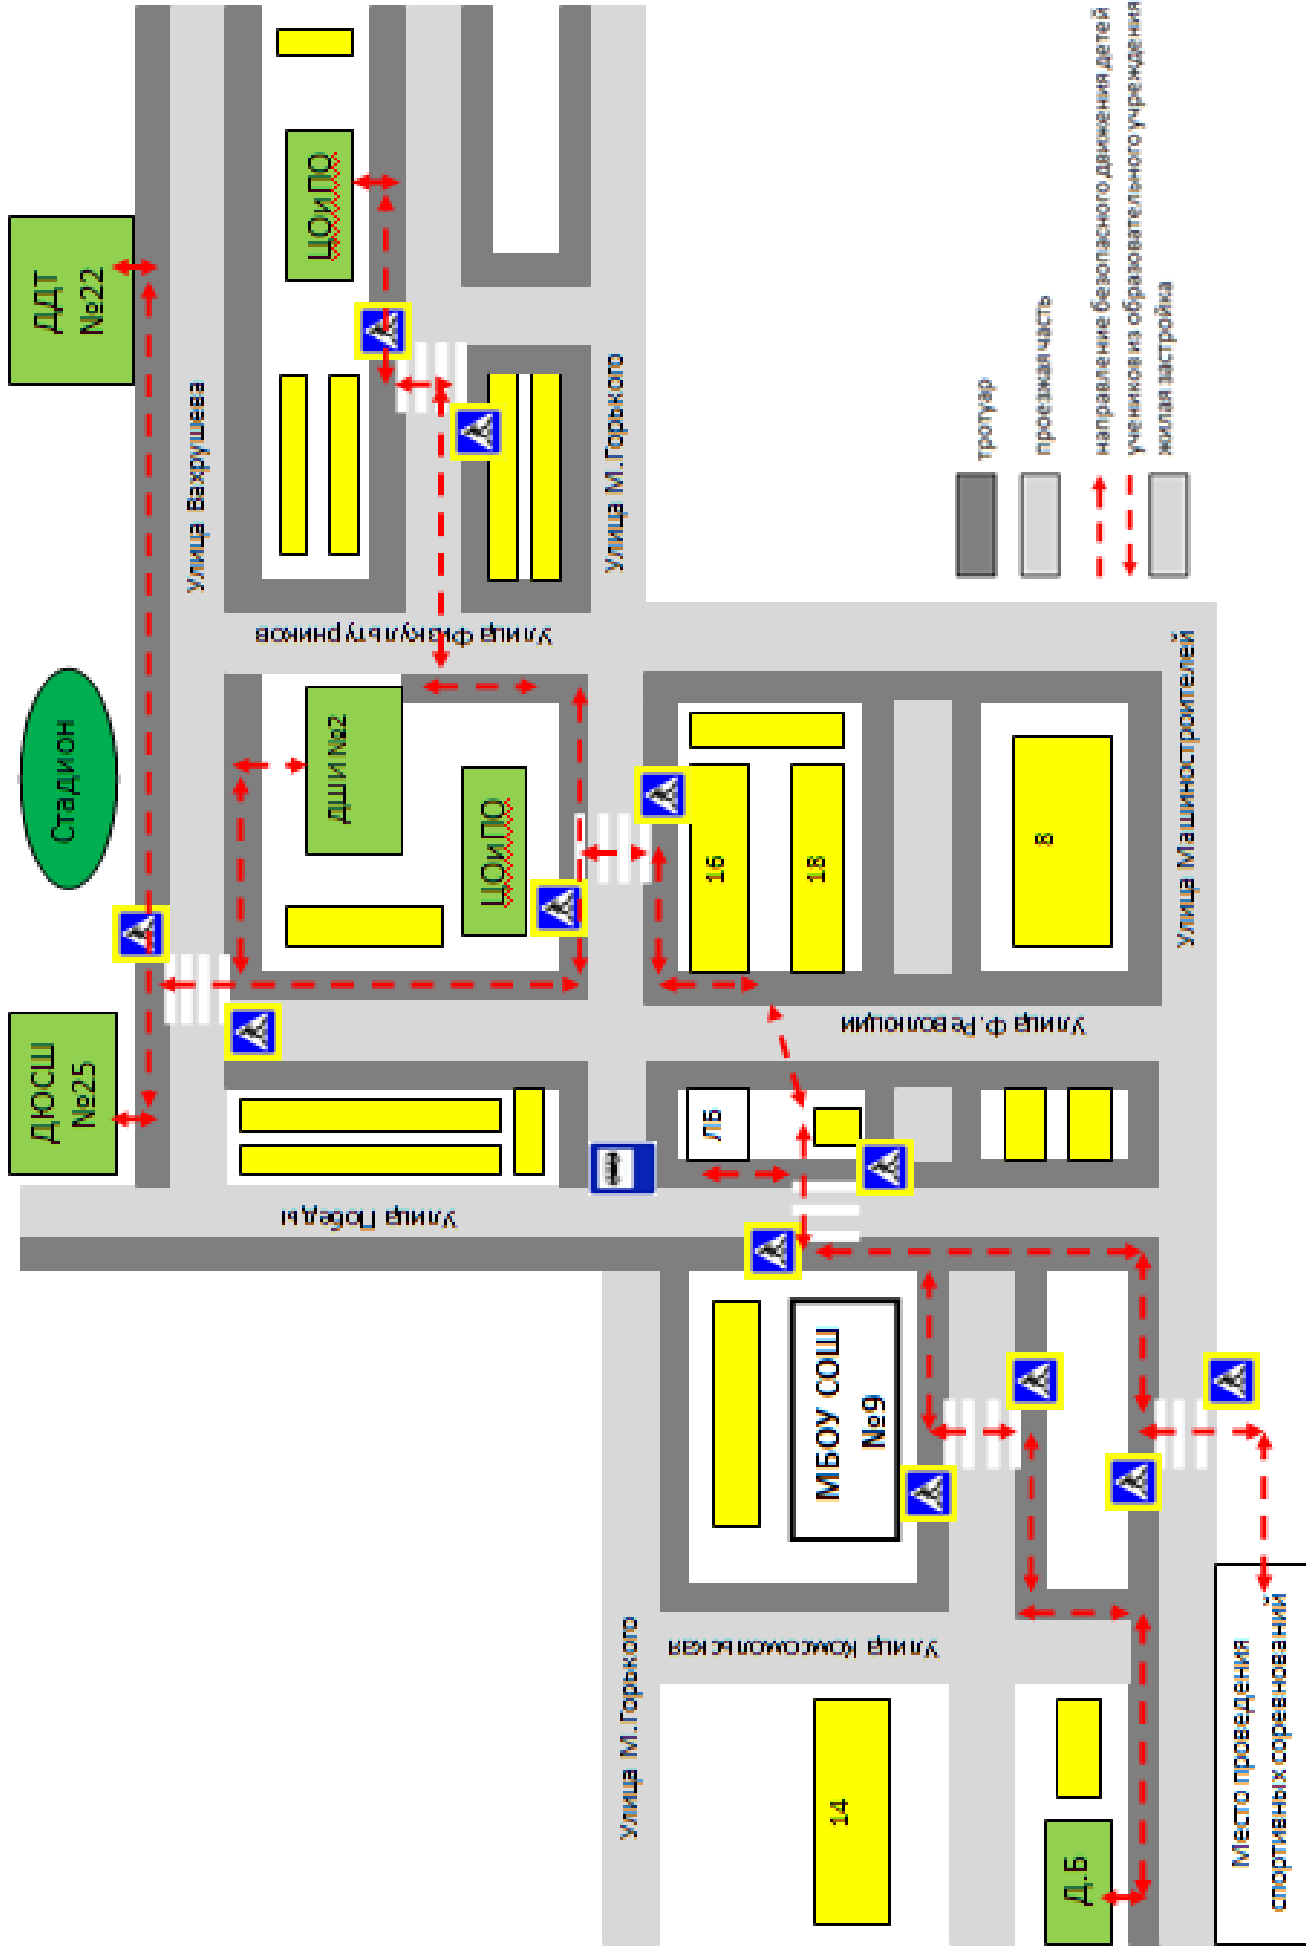 ДДТ
№22
Стадион
ДЮСШ
№25
Улица Вахрушева
Улица Победы
Улица Физкультурников
ЦОиПО
ДШИ №2
ЦОиПО
Улица М.Горького
Улица М.Горького
16
18
8
ЛБ
Улица Ф.Революции
Улица Машиностроителей
МБОУ СОШ
№9
Улица Комсомольская
14
Д.Б
Место проведения
спортивных соревнований
тротуар
проезжая часть
направление безопасного движения детей
учеников из образовательного учреждения
жилая застройка